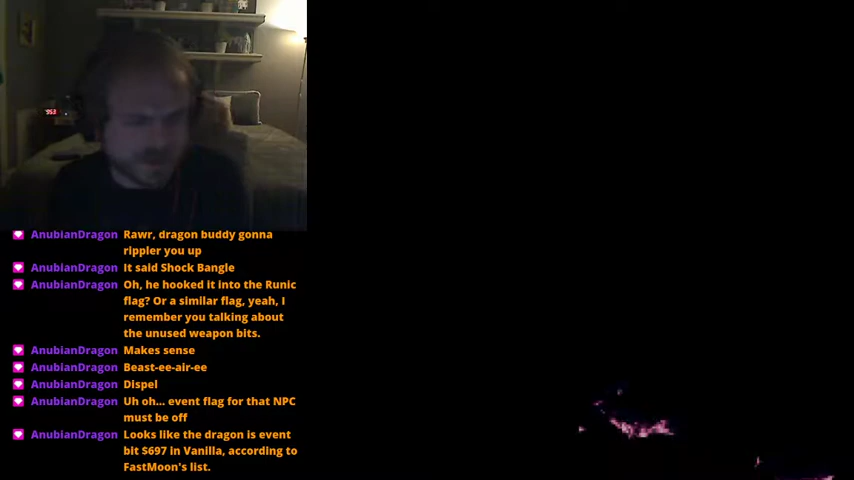 953
AnubianDragon Rawr, dragon buddy gonna
rippler you up
AnubianDragon It said Shock Bangle
AnubianDragon Oh, he hooked it into the Runic
flag? Or a similar flag, yeah, I
remember you talking about
the unused weapon bits.
AnubianDragon Makes sense
AnubianDragon Beast-ee-air-ee
AnubianDragon Dispel
AnubianDragon Uh oh... event flag for that NPC
must be off
AnubianDragon Looks like the dragon is event
bit $697 in Vanilla, according to
FastMoon's list.